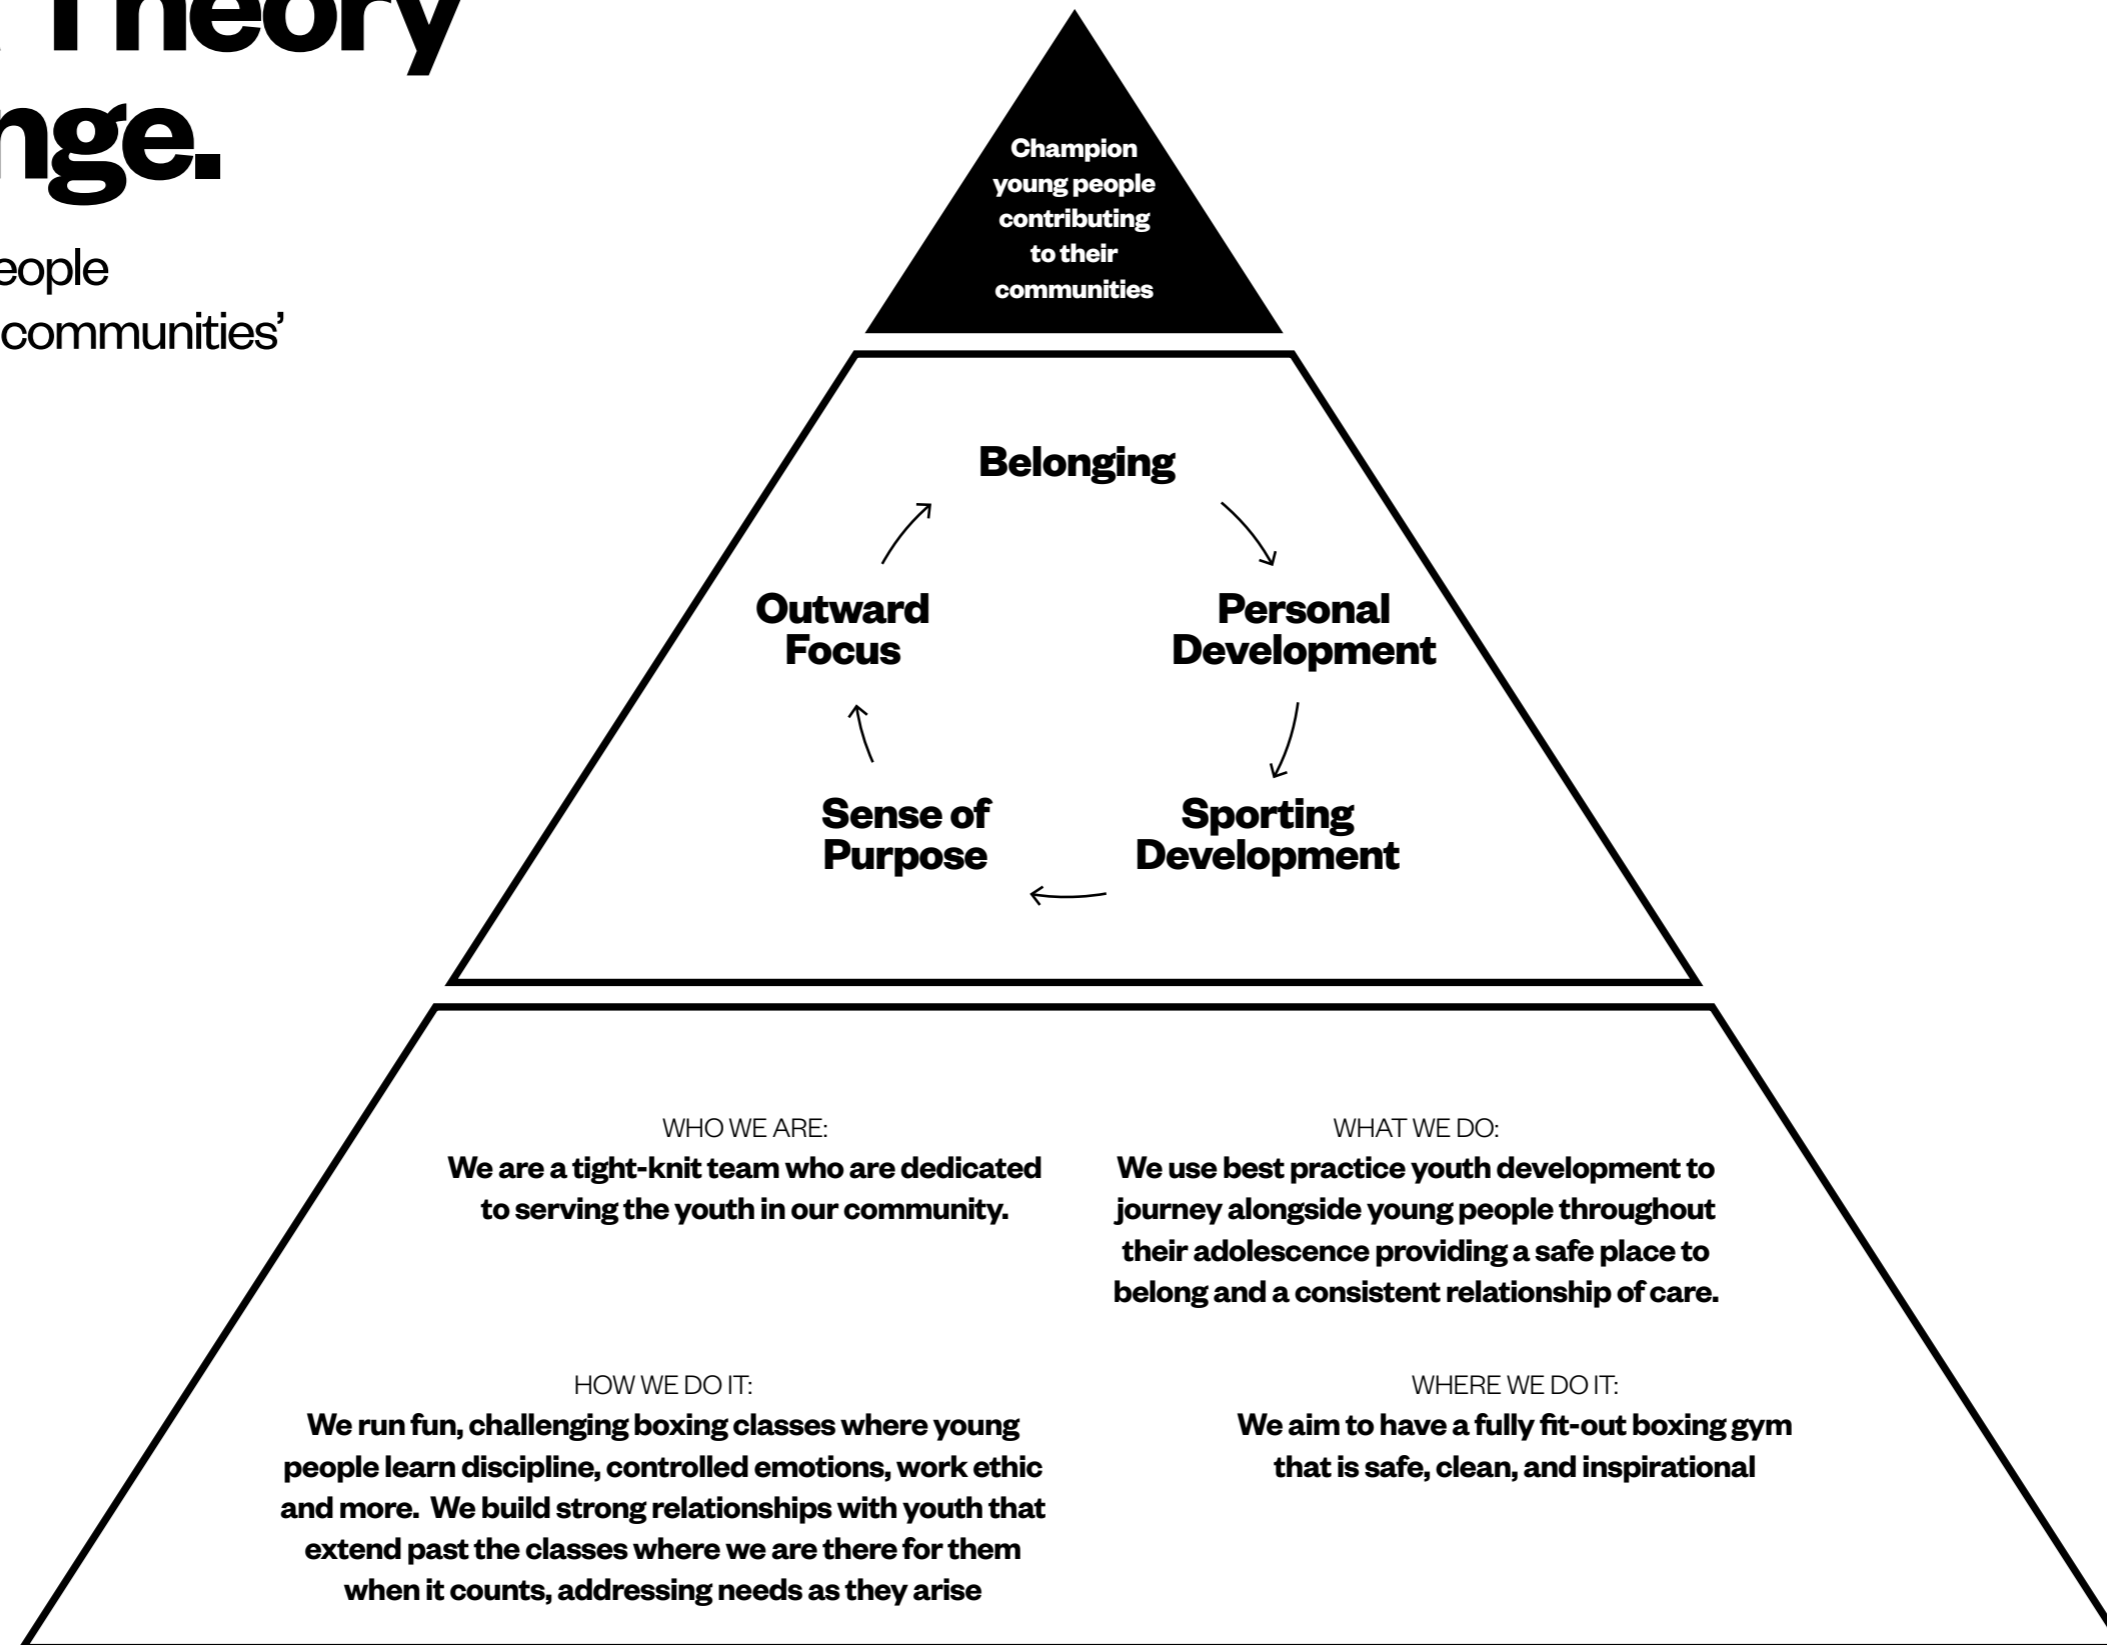 Theory
nge.
eople
communities’
Champion
young people
contributing
to their
communities
Belonging
Outward
Focus
Personal
Development
Sense of
Purpose
Sporting
Development
WHO WE ARE:
We are a tight-knit team who are dedicated
to serving the youth in our community.
WHAT WE DO:
We use best practice youth development to
journey alongside young people throughout
their adolescence providing a safe place to
belong and a consistent relationship of care.
HOW WE DO IT:
We run fun, challenging boxing classes where young
people learn discipline, controlled emotions, work ethic
and more.  We build strong relationships with youth that
extend past the classes where we are there for them
when it counts, addressing needs as they arise
WHERE WE DO IT:
We aim to have a fully fit-out boxing gym
that is safe, clean, and inspirational